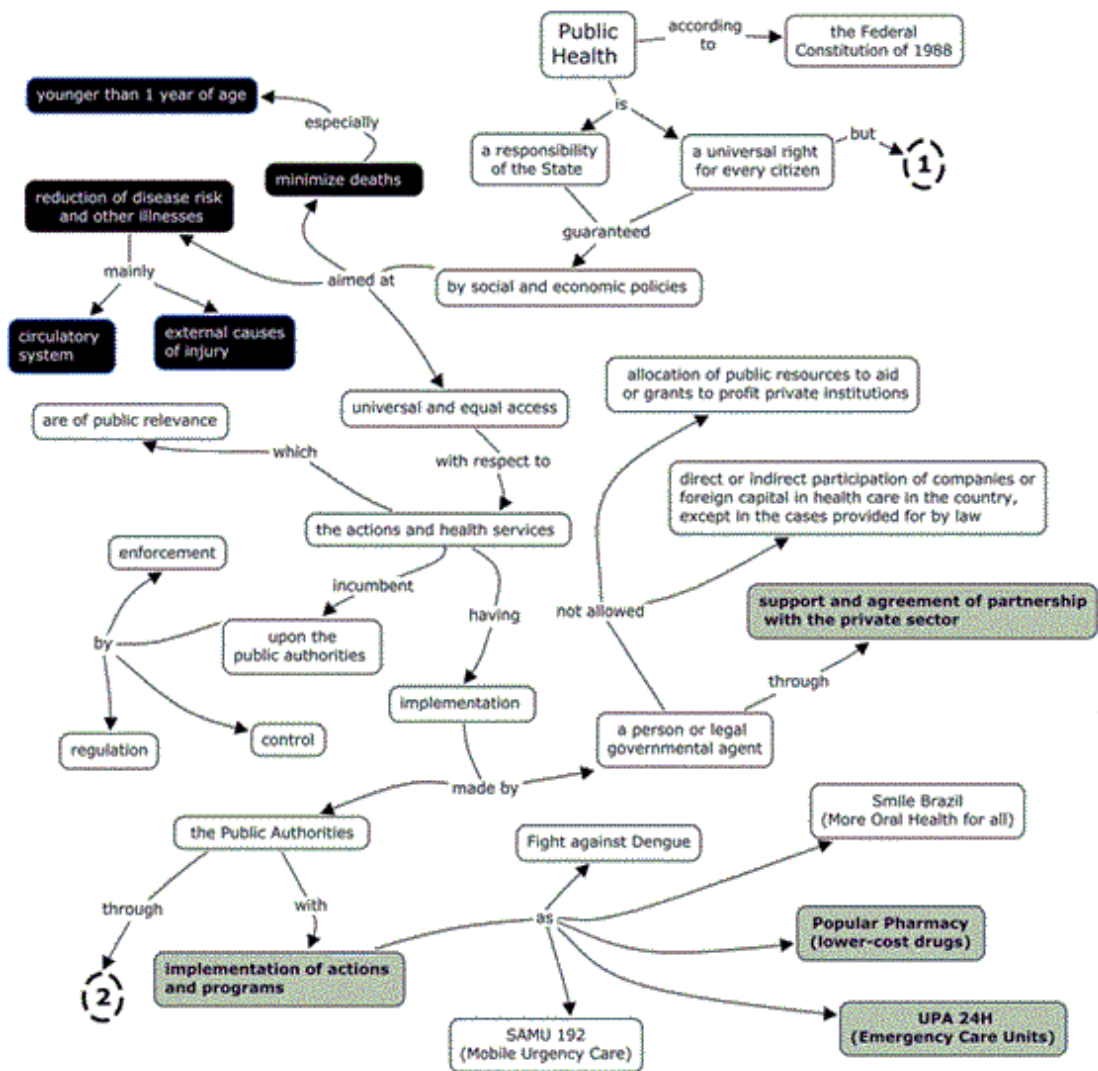 Public
Health
according
to
the Federal
Constitution of 1988
is
a responsibility
of the State
a universal right
for every citizen
but
1
guaranteed
by social and economic policies
aimed at
younger than 1 year of age
especially
minimize deaths
reduction of disease risk
and other illnesses
mainly
circulatory
system
external causes
of injury
universal and equal access
with respect to
are of public relevance
which
the actions and health services
enforcement
incumbent
having
by
upon the
public authorities
regulation
control
implementation
allocation of public resources to aid
or grants to profit private institutions
direct or indirect participation of companies or
foreign capital in health care in the country,
except in the cases provided for by law
not allowed
support and agreement of partnership
with the private sector
through
a person or legal
governmental agent
made by
the Public Authorities
through
with
2
implementation of actions
and programs
as
Fight against Dengue
Smile Brazil
(More Oral Health for all)
Popular Pharmacy
(lower-cost drugs)
UPA 24H
(Emergency Care Units)
SAMU 192
(Mobile Urgency Care)